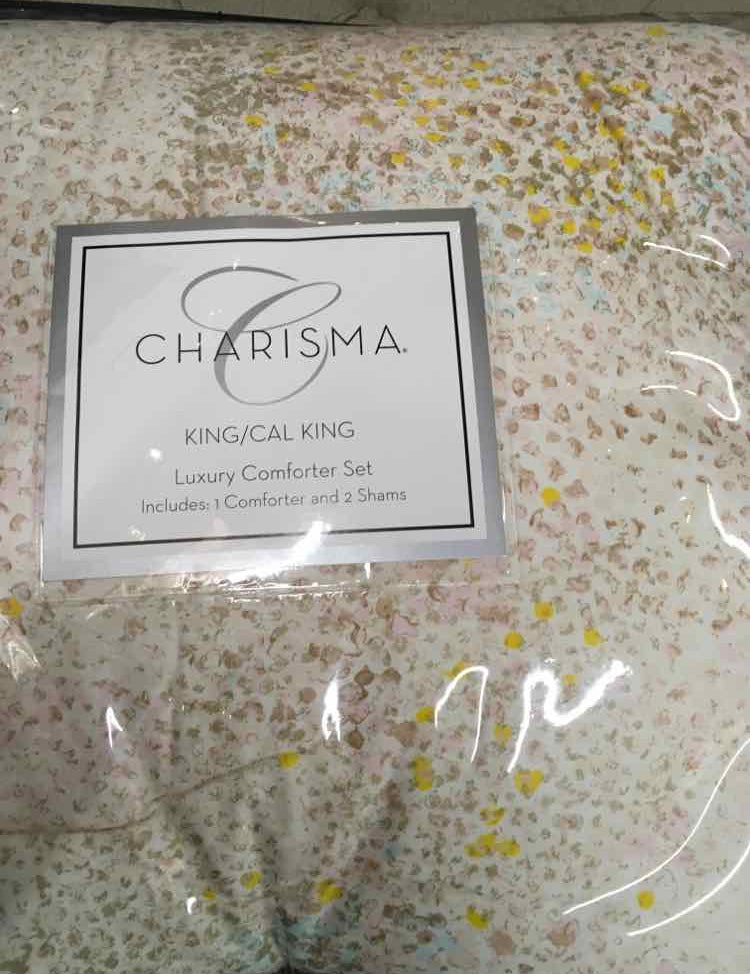 CHARISMA®
KING/CAL KING
Luxury Comforter Set
Includes: 1 Comforter and 2 Shams